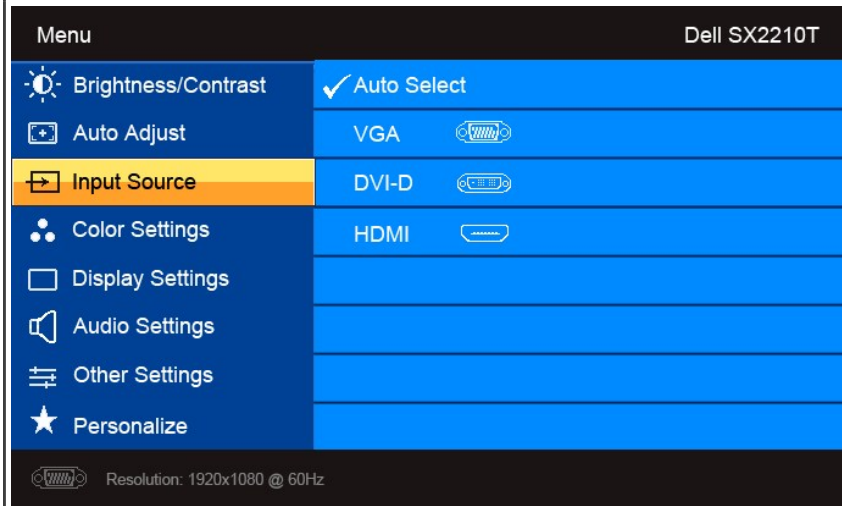 Menu
Dell SX2210T
Brightness/Contrast
Auto Select
Auto Adjust
VGA
Input Source
DVI-D
Color Settings
HDMI
Display Settings
Audio Settings
Other Settings
Personalize
Resolution: 1920x1080 @ 60Hz